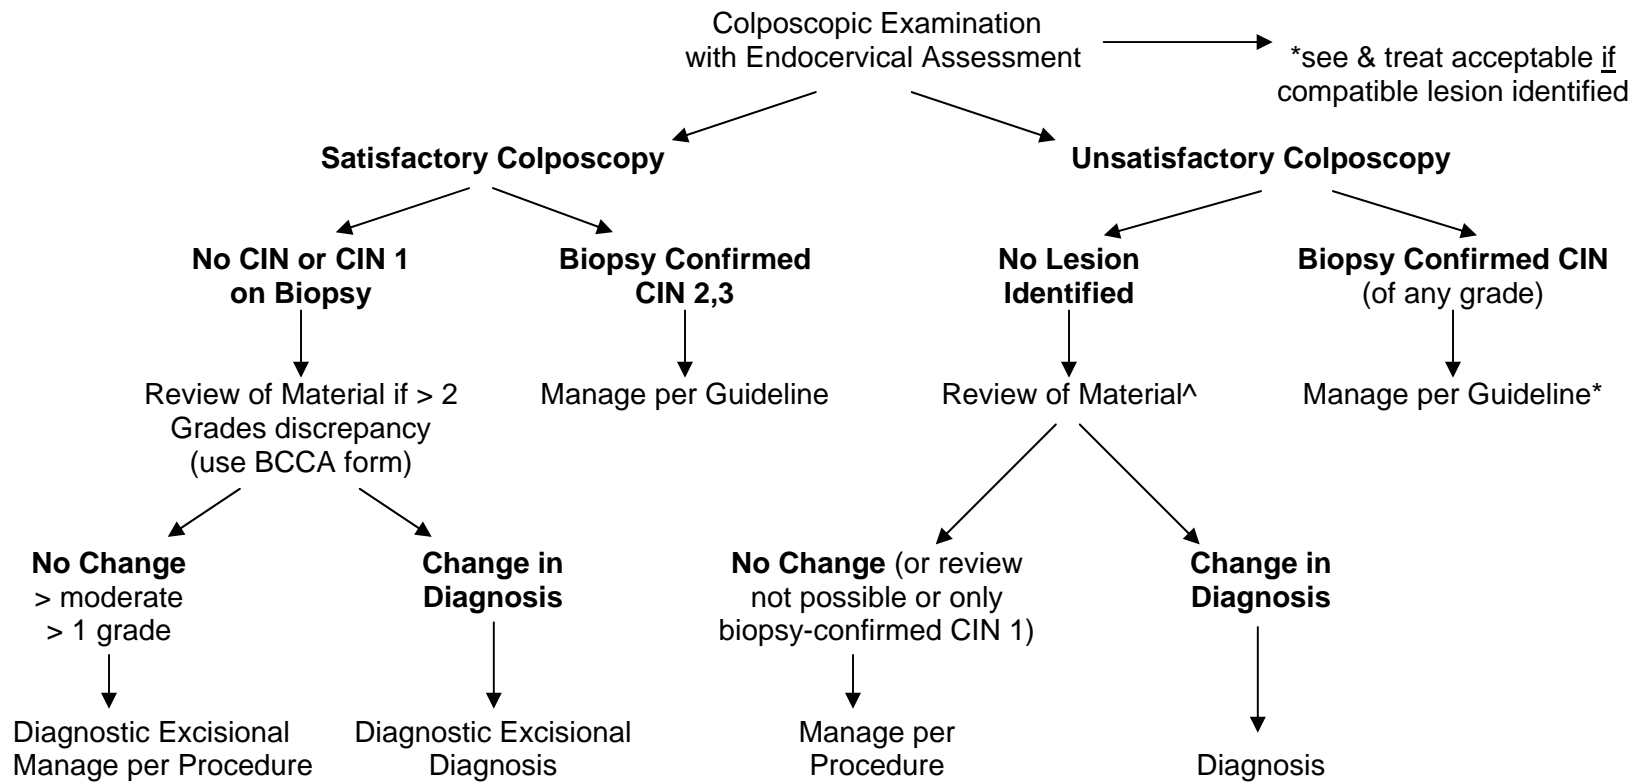 Colposcopic Examination
with Endocervical Assessment
*see & treat acceptable if
compatible lesion identified
Satisfactory Colposcopy
Unsatisfactory Colposcopy
No CIN or CIN 1
on Biopsy
Biopsy Confirmed
CIN 2,3
No Lesion
Identified
Biopsy Confirmed CIN
(of any grade)
Review of Material if > 2
Grades discrepancy
(use BCCA form)
Manage per Guideline
Review of Material^
Manage per Guideline*
No Change
> moderate
> 1 grade
Change in
Diagnosis
No Change (or review
not possible or only
biopsy-confirmed CIN 1)
Change in
Diagnosis
Diagnostic Excisional
Manage per Procedure
Diagnostic Excisional
Diagnosis
Manage per
Procedure
Diagnosis